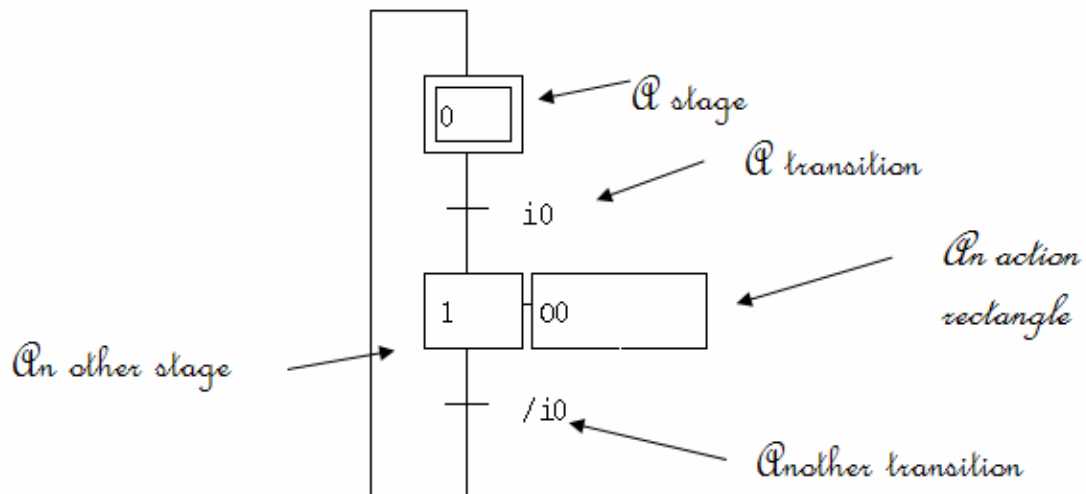 0
A stage
A transition
i0
An action
rectangle
1
O0
An other stage
/i0
Another transition